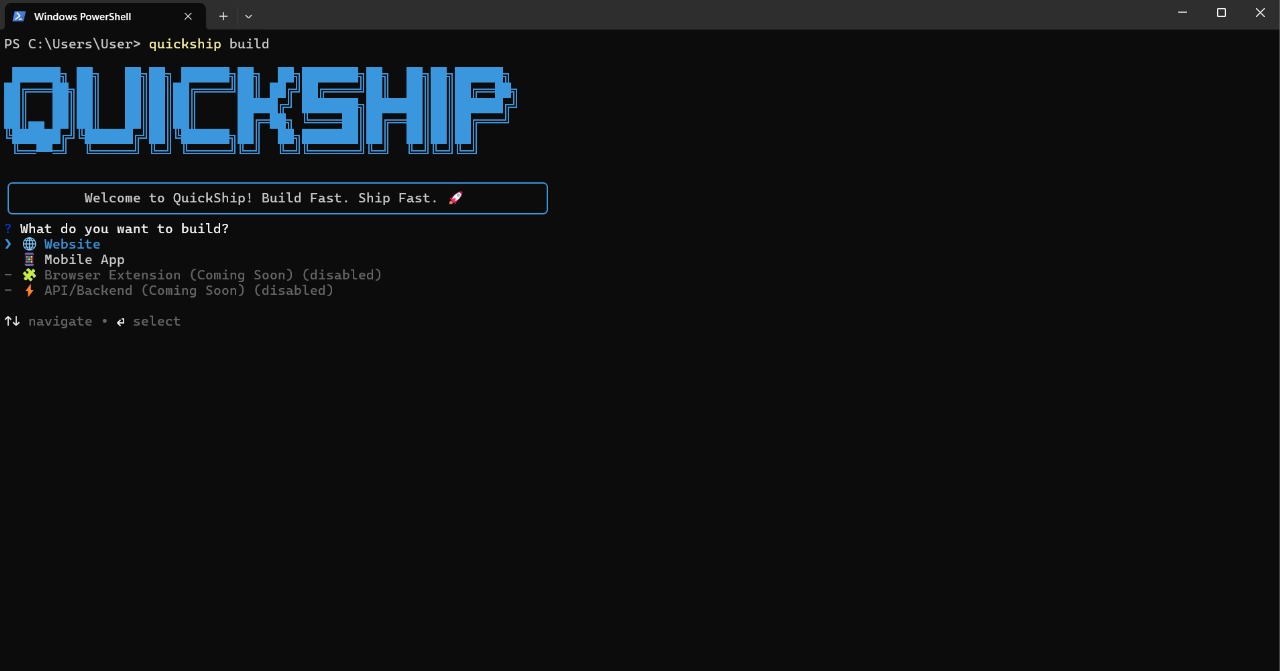 Windows PowerShell
PS C:\Users\User> quickship build
QUICKSHIP
Welcome to QuickShip! Build Fast. Ship Fast. 🚀
? What do you want to build?
❯ 🌐 Website
📱 Mobile App
- 🧩 Browser Extension (Coming Soon) (disabled)
- ⚡ API/Backend (Coming Soon) (disabled)
↑↓ navigate • ⏎ select